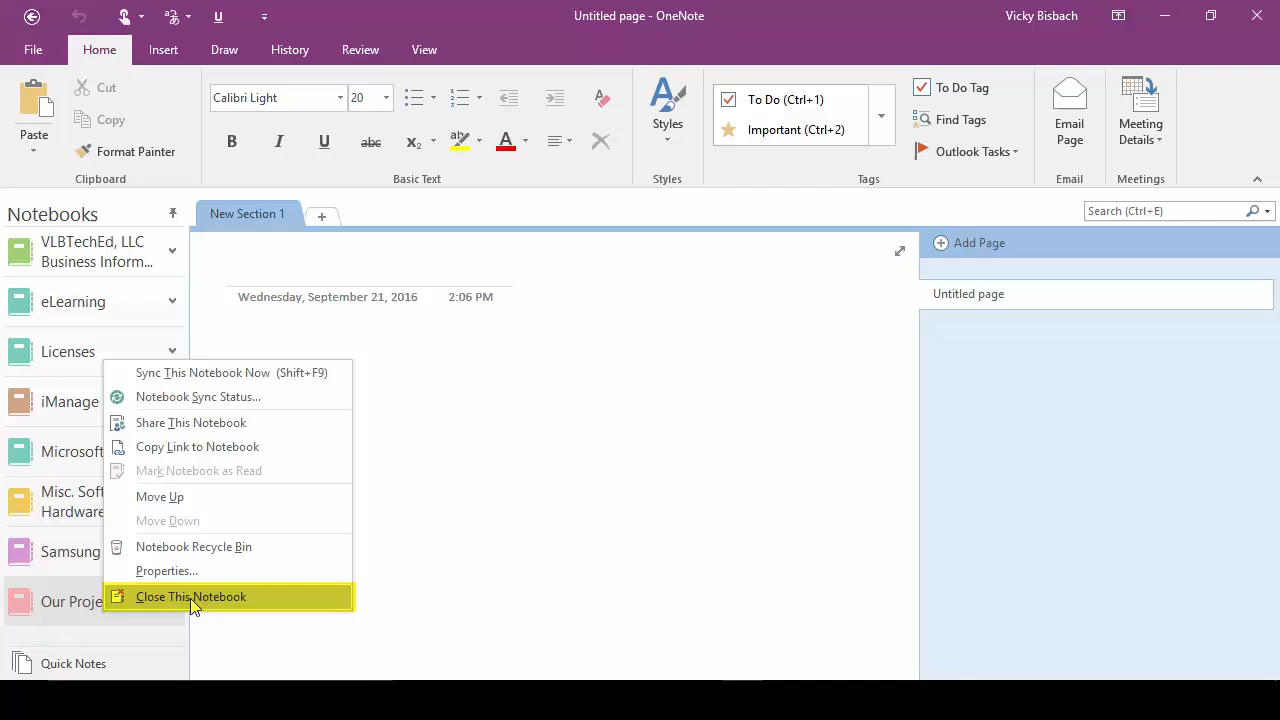 Untitled page - OneNote
Vicky Bisbach
File
Home
Insert
Draw
History
Review
View
Paste
Cut
Copy
Format Painter
Clipboard
Calibri Light
20
B I U abc x₂ A
Basic Text
Styles
Styles
To Do (Ctrl+1)
Important (Ctrl+2)
To Do Tag
Find Tags
Outlook Tasks
Tags
Email
Page
Email
Meeting
Details
Meetings
Notebooks
VLBTechEd, LLC
Business Inform...
eLearning
Licenses
iManage
Microsoft
Misc. Soft
Hardware
Samsung
Our Proje
Quick Notes
New Section 1
Search (Ctrl+E)
Wednesday, September 21, 2016
2:06 PM
Add Page
Untitled page
Sync This Notebook Now (Shift+F9)
Notebook Sync Status...
Share This Notebook
Copy Link to Notebook
Mark Notebook as Read
Move Up
Move Down
Notebook Recycle Bin
Properties...
Close This Notebook